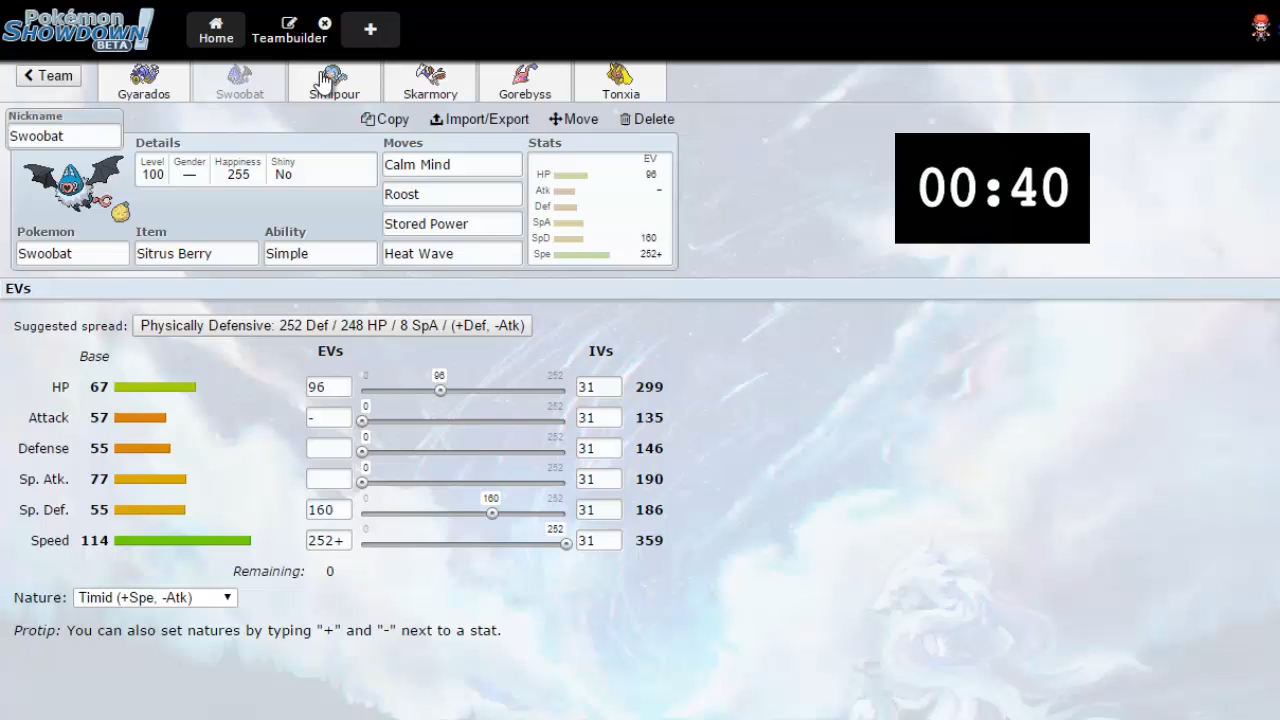 Pokémon
SHOWDOWN!
BETA
Home
Teambuilder
+
Team
Gyarados
Swoobat
Skarmory
Gorebyss
Tonxia
Nickname
Swoobat
Copy
Import/Export
Move
Delete
Details
Moves
Stats
Level
Gender
Happiness
Shiny
100
—
255
No
Calm Mind
Roost
Stored Power
Heat Wave
EV
HP 96
Atk -
Def
SpA
SpD 160
Spe 252+
Pokemon
Item
Ability
Swoobat
Sitrus Berry
Simple
00:40
EVs
Suggested spread: Physically Defensive: 252 Def / 248 HP / 8 SpA / (+Def, -Atk)
Base EVs IVs
0 96 252
HP 67 96 31 299
0 252
Attack 57 - 31 135
0 252
Defense 55 31 146
0 252
Sp. Atk. 77 31 190
0 160 252
Sp. Def. 55 160 31 186
0 252
Speed 114 252+ 31 359
Remaining: 0
Nature: Timid (+Spe, -Atk)
Protip: You can also set natures by typing "+" and "-" next to a stat.